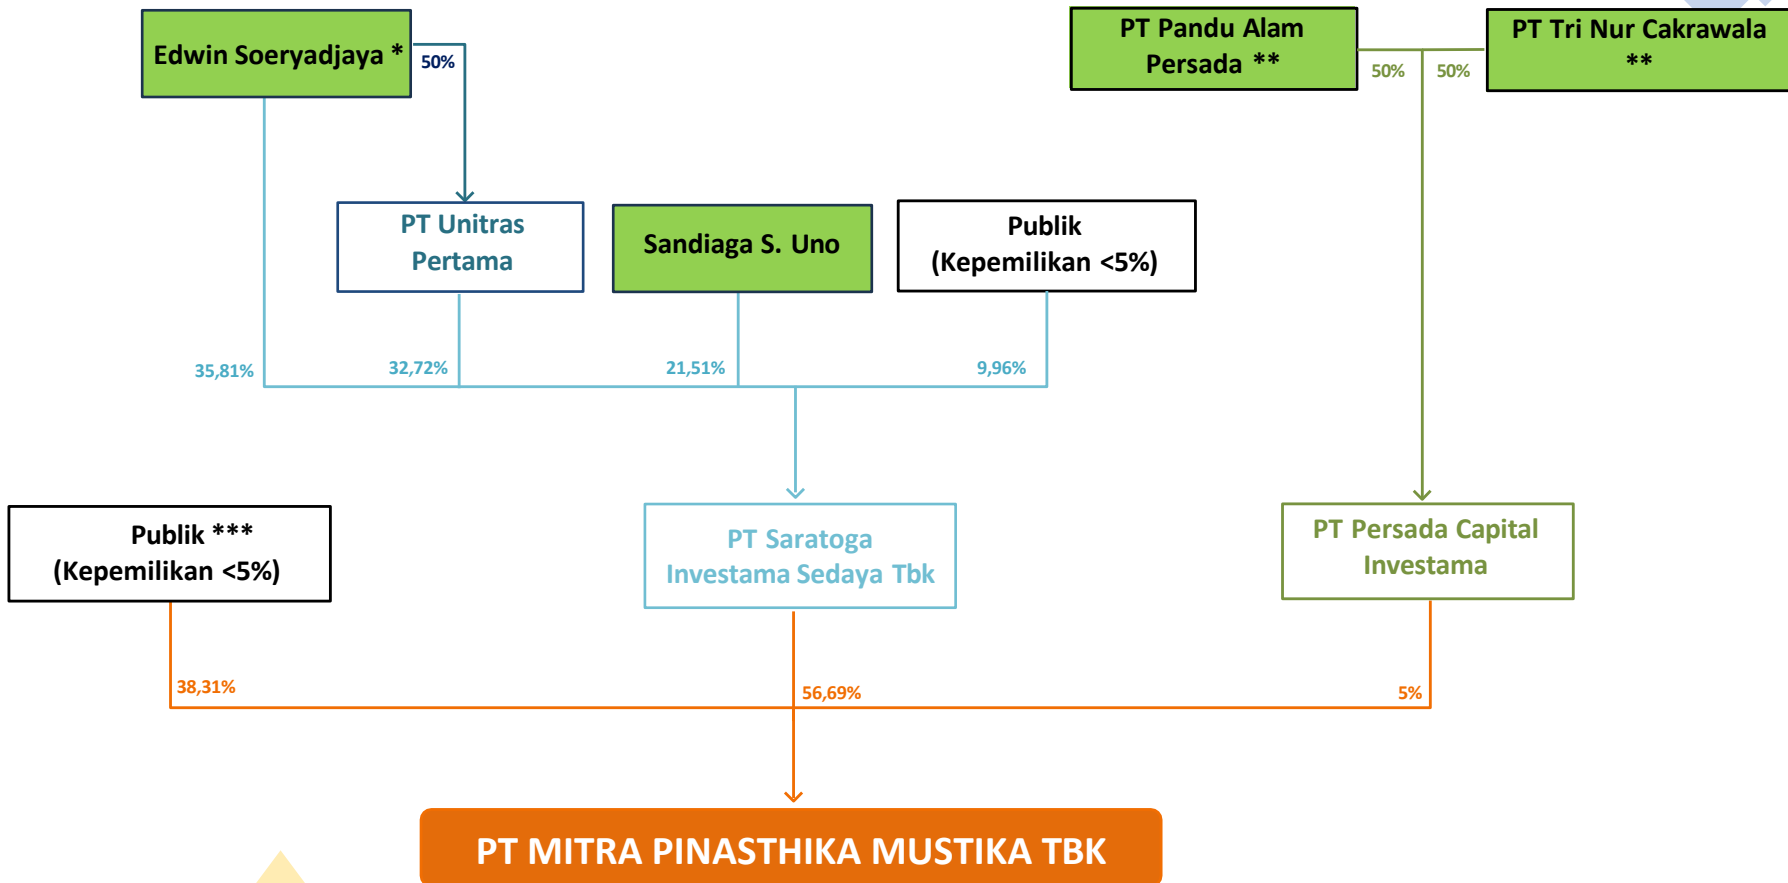 Edwin Soeryadjaya *
50%
PT Pandu Alam
Persada **
50%
50%
PT Tri Nur Cakrawala
**
PT Unitras
Pertama
Sandiaga S. Uno
Publik
(Kepemilikan <5%)
35,81%
32,72%
21,51%
9,96%
Publik ***
(Kepemilikan <5%)
PT Saratoga
Investama Sedaya Tbk
PT Persada Capital
Investama
38,31%
56,69%
5%
PT MITRA PINASTHIKA MUSTIKA TBK